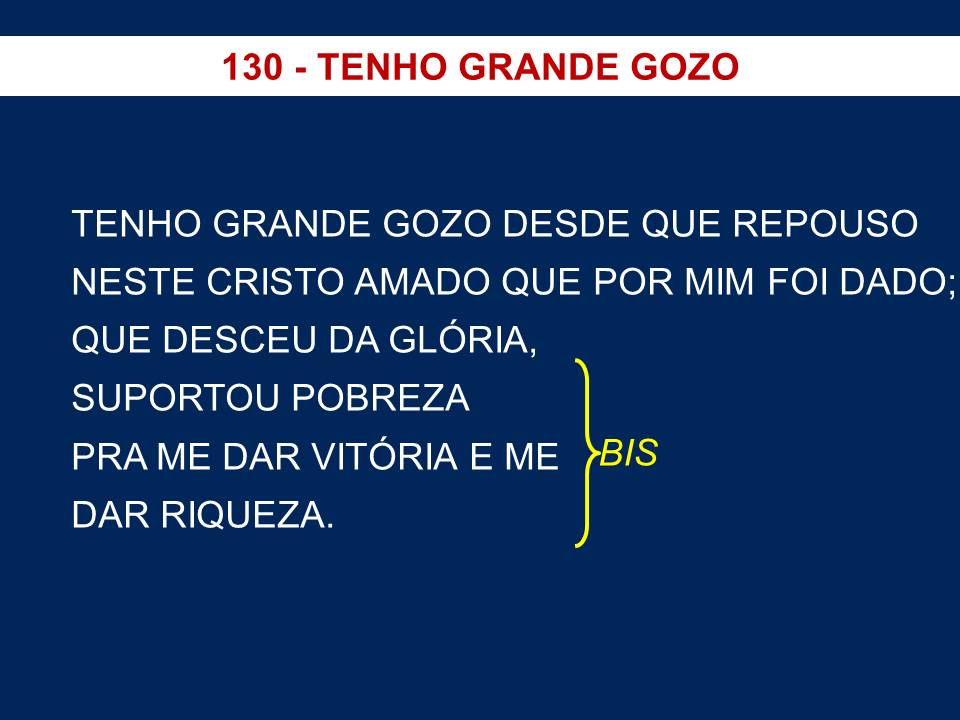 130 - TENHO GRANDE GOZO
TENHO GRANDE GOZO DESDE QUE REPOUSO
NESTE CRISTO AMADO QUE POR MIM FOI DADO;
QUE DESCEU DA GLÓRIA,
SUPORTOU POBREZA
PRA ME DAR VITÓRIA E ME
BIS
DAR RIQUEZA.